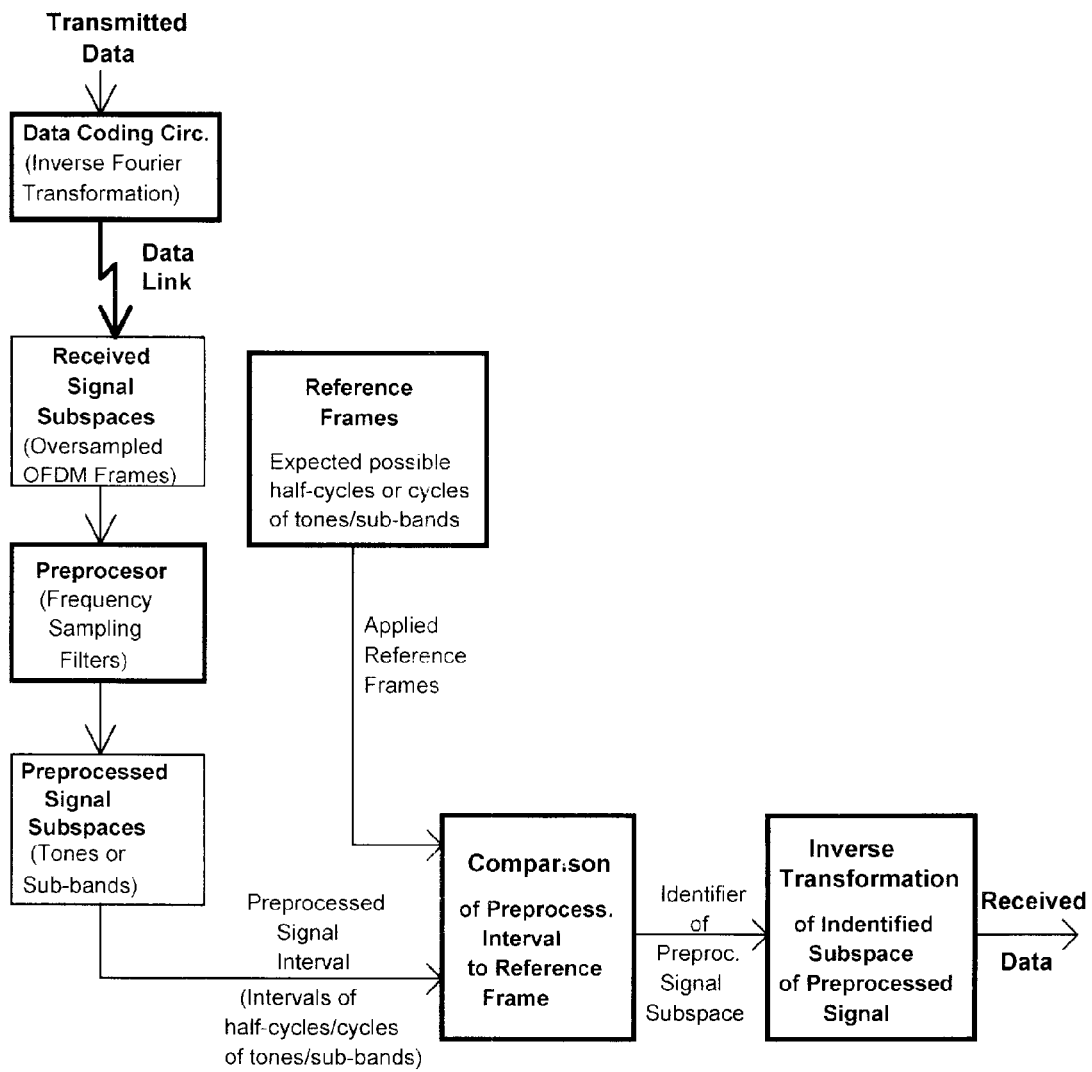 Transmitted
Data
Data Coding Circ.
(Inverse Fourier
Transformation)
Data
Link
Received
Signal
Subspaces
(Oversampled
OFDM Frames)
Reference
Frames
Expected possible
half-cycles or cycles
of tones/sub-bands
Preprocesor
(Frequency
Sampling
Filters)
Applied
Reference
Frames
Preprocessed
Signal
Subspaces
(Tones or
Sub-bands)
Preprocessed
Signal
Interval
(Intervals of
half-cycles/cycles
of tones/sub-bands)
Comparison
of Preprocess.
Interval
to Reference
Frame
Identifier
of
Preproc.
Signal
Subspace
Inverse
Transformation
of Indentified
Subspace
of Preprocessed
Signal
Received
Data